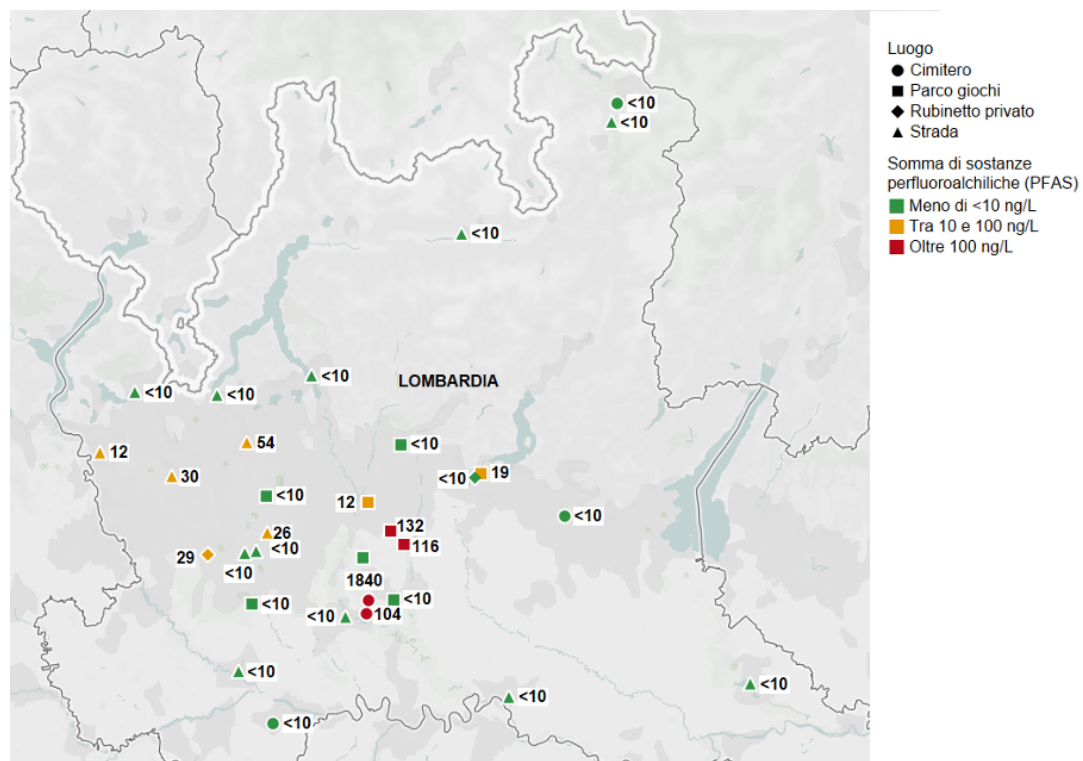 Luogo
Cimitero
Parco giochi
Rubinetto privato
Strada
Somma di sostanze
perfluoroalchiliche (PFAS)
Meno di <10 ng/L
Tra 10 e 100 ng/L
Oltre 100 ng/L
<10
<10
<10
<10
LOMBARDIA
<10
<10
54
<10
12
30
<10
19
<10
12
<10
132
26
116
<10
29
<10
1840
<10
<10
<10
104
<10
<10
<10
<10